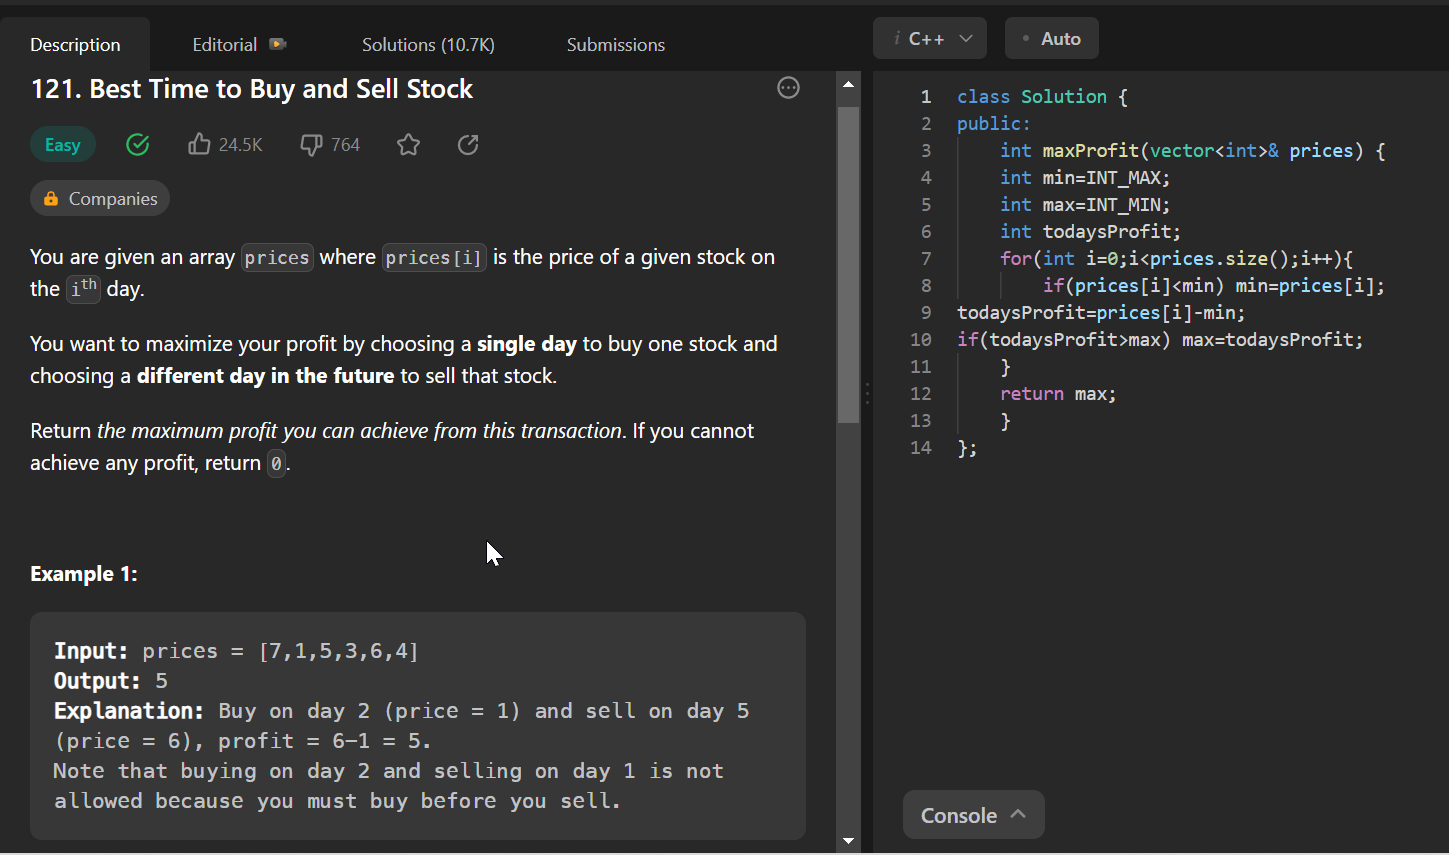 Description
Editorial
Solutions (10.7K)
Submissions
121. Best Time to Buy and Sell Stock
Easy
24.5K
764
Companies
You are given an array prices where prices[i] is the price of a given stock on
the ith day.
You want to maximize your profit by choosing a single day to buy one stock and
choosing a different day in the future to sell that stock.
Return the maximum profit you can achieve from this transaction. If you cannot
achieve any profit, return 0.
Example 1:
Input: prices = [7,1,5,3,6,4]
Output: 5
Explanation: Buy on day 2 (price = 1) and sell on day 5
(price = 6), profit = 6-1 = 5.
Note that buying on day 2 and selling on day 1 is not
allowed because you must buy before you sell.
i C++
Auto
1 class Solution {
2 public:
3 int maxProfit(vector<int>& prices) {
4 int min=INT_MAX;
5 int max=INT_MIN;
6 int todaysProfit;
7 for(int i=0;i<prices.size();i++){
8 if(prices[i]<min) min=prices[i];
9 todaysProfit=prices[i]-min;
10 if(todaysProfit>max) max=todaysProfit;
11 }
12 return max;
13 }
14 };
Console